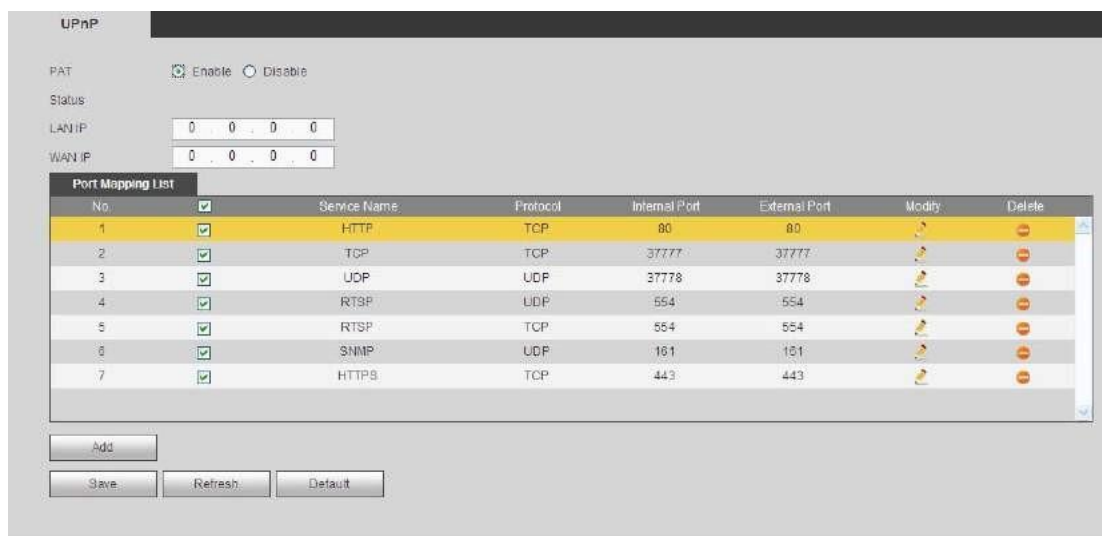 UPnP
PAT Enable Disable
Status
LAN IP 0 . 0 . 0 . 0
WAN IP 0 . 0 . 0 . 0
Port Mapping List
No. Service Name Protocol Internal Port External Port Modify Delete
1 HTTP TCP 80 80
2 TCP TCP 37777 37777
3 UDP UDP 37778 37778
4 RTSP UDP 554 554
5 RTSP TCP 554 554
6 SNMP UDP 161 161
7 HTTPS TCP 443 443
Add
Save Refresh Default